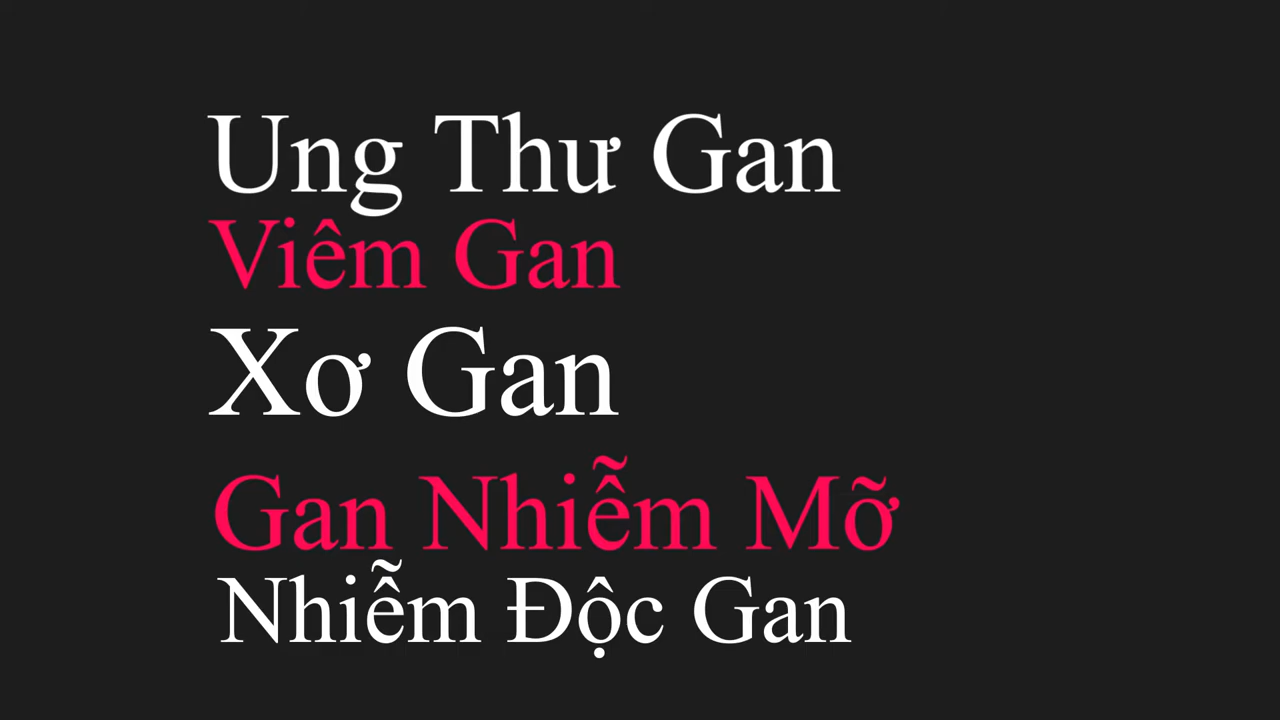 Ung Thư Gan
Viêm Gan
Xơ Gan
Gan Nhiễm Mỡ
Nhiễm Độc Gan